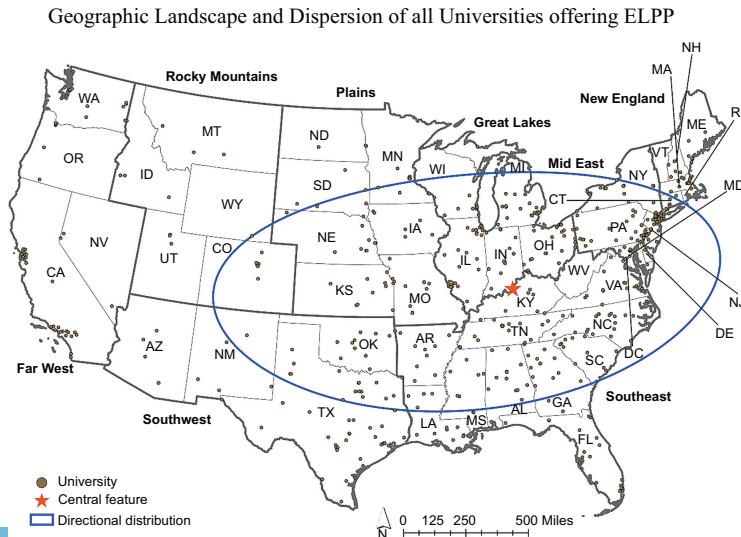 Geographic Landscape and Dispersion of all Universities offering ELPP
NH
MA
Rocky Mountains
Plains
New England
R
WA
ME
MT
ND
Great Lakes
VT
OR
MN
ID
WI
MI
Mid East
NY
MD
SD
CT
WY
IA
PA
NE
OH
NV
CO
IL
IN
UT
WV
CA
KS
MO
KY
VA
NJ
TN
NC
DE
AR
AZ
OK
NM
SC
DC
Far West
Southeast
Southwest
TX
LA
MS
AL
GA
FL
University
Central feature
Directional distribution
N
0 125 250 500 Miles